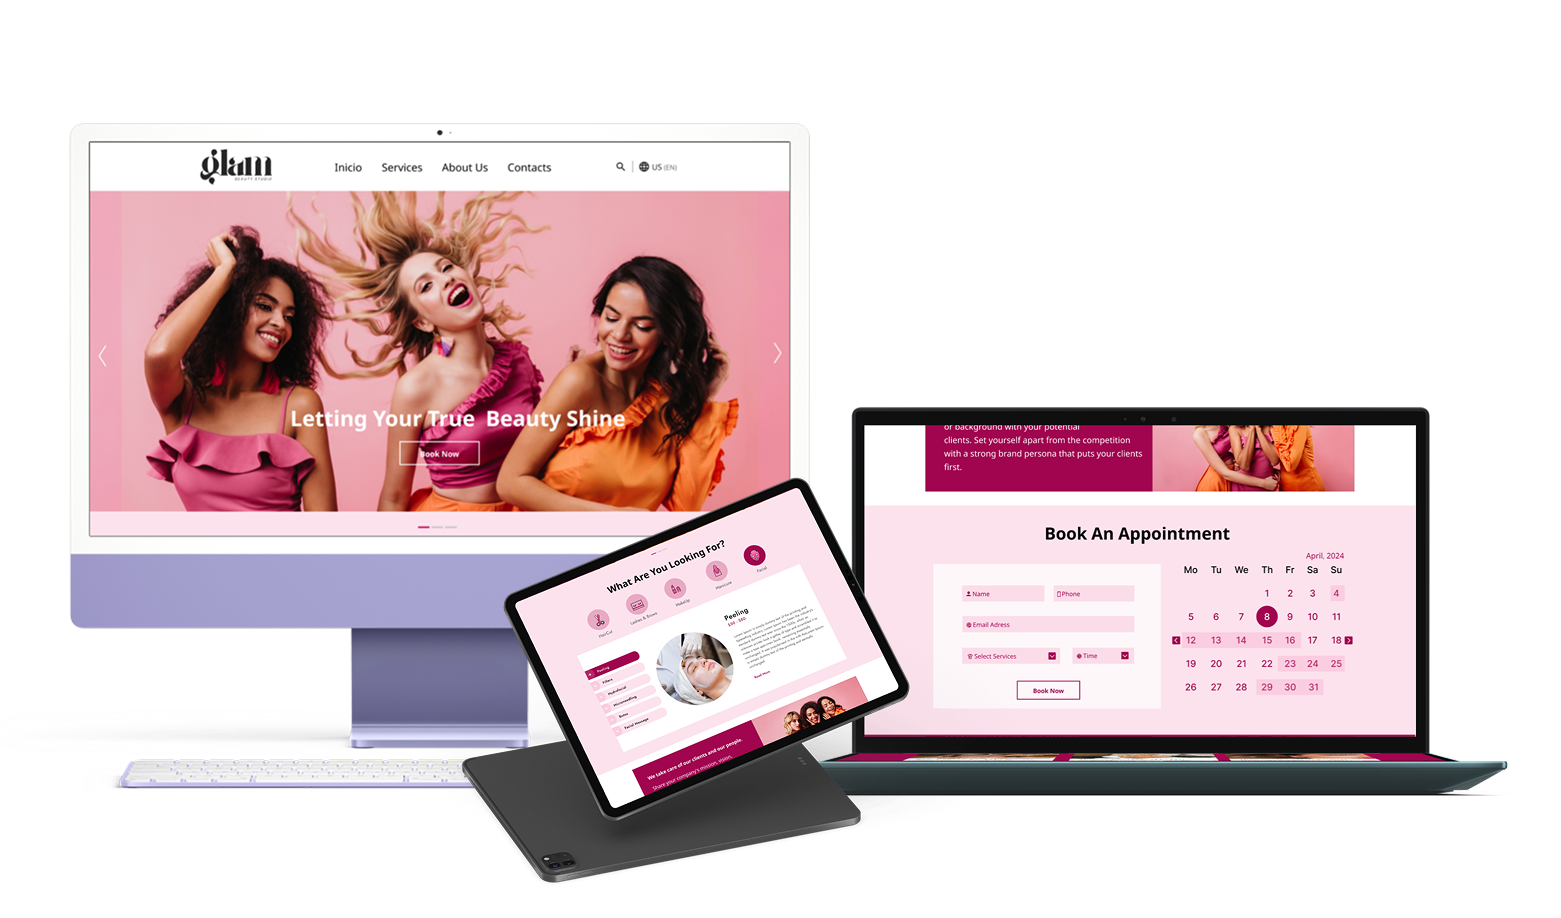 glam
BEAUTY STUDIO
Inicio Services About Us Contacts
US (EN)
Letting Your True Beauty Shine
Book Now
What Are You Looking For?
HairCut
Lashes & Brows
MakeUp
Manicure
Facial
Peeling
Fillers
Hydrafacial
Microneedling
Botox
Facial Massage
Peeling
$30 - $80
Read More
We take care of our clients and our people.
Share your company's mission, vision,
or background with your potential
clients. Set yourself apart from the competition
with a strong brand persona that puts your clients
first.
Book An Appointment
Name
Phone
Email Adress
Select Services
Time
Book Now
April, 2024
Mo Tu We Th Fr Sa Su
1 2 3 4
5 6 7 8 9 10 11
12 13 14 15 16 17 18
19 20 21 22 23 24 25
26 27 28 29 30 31